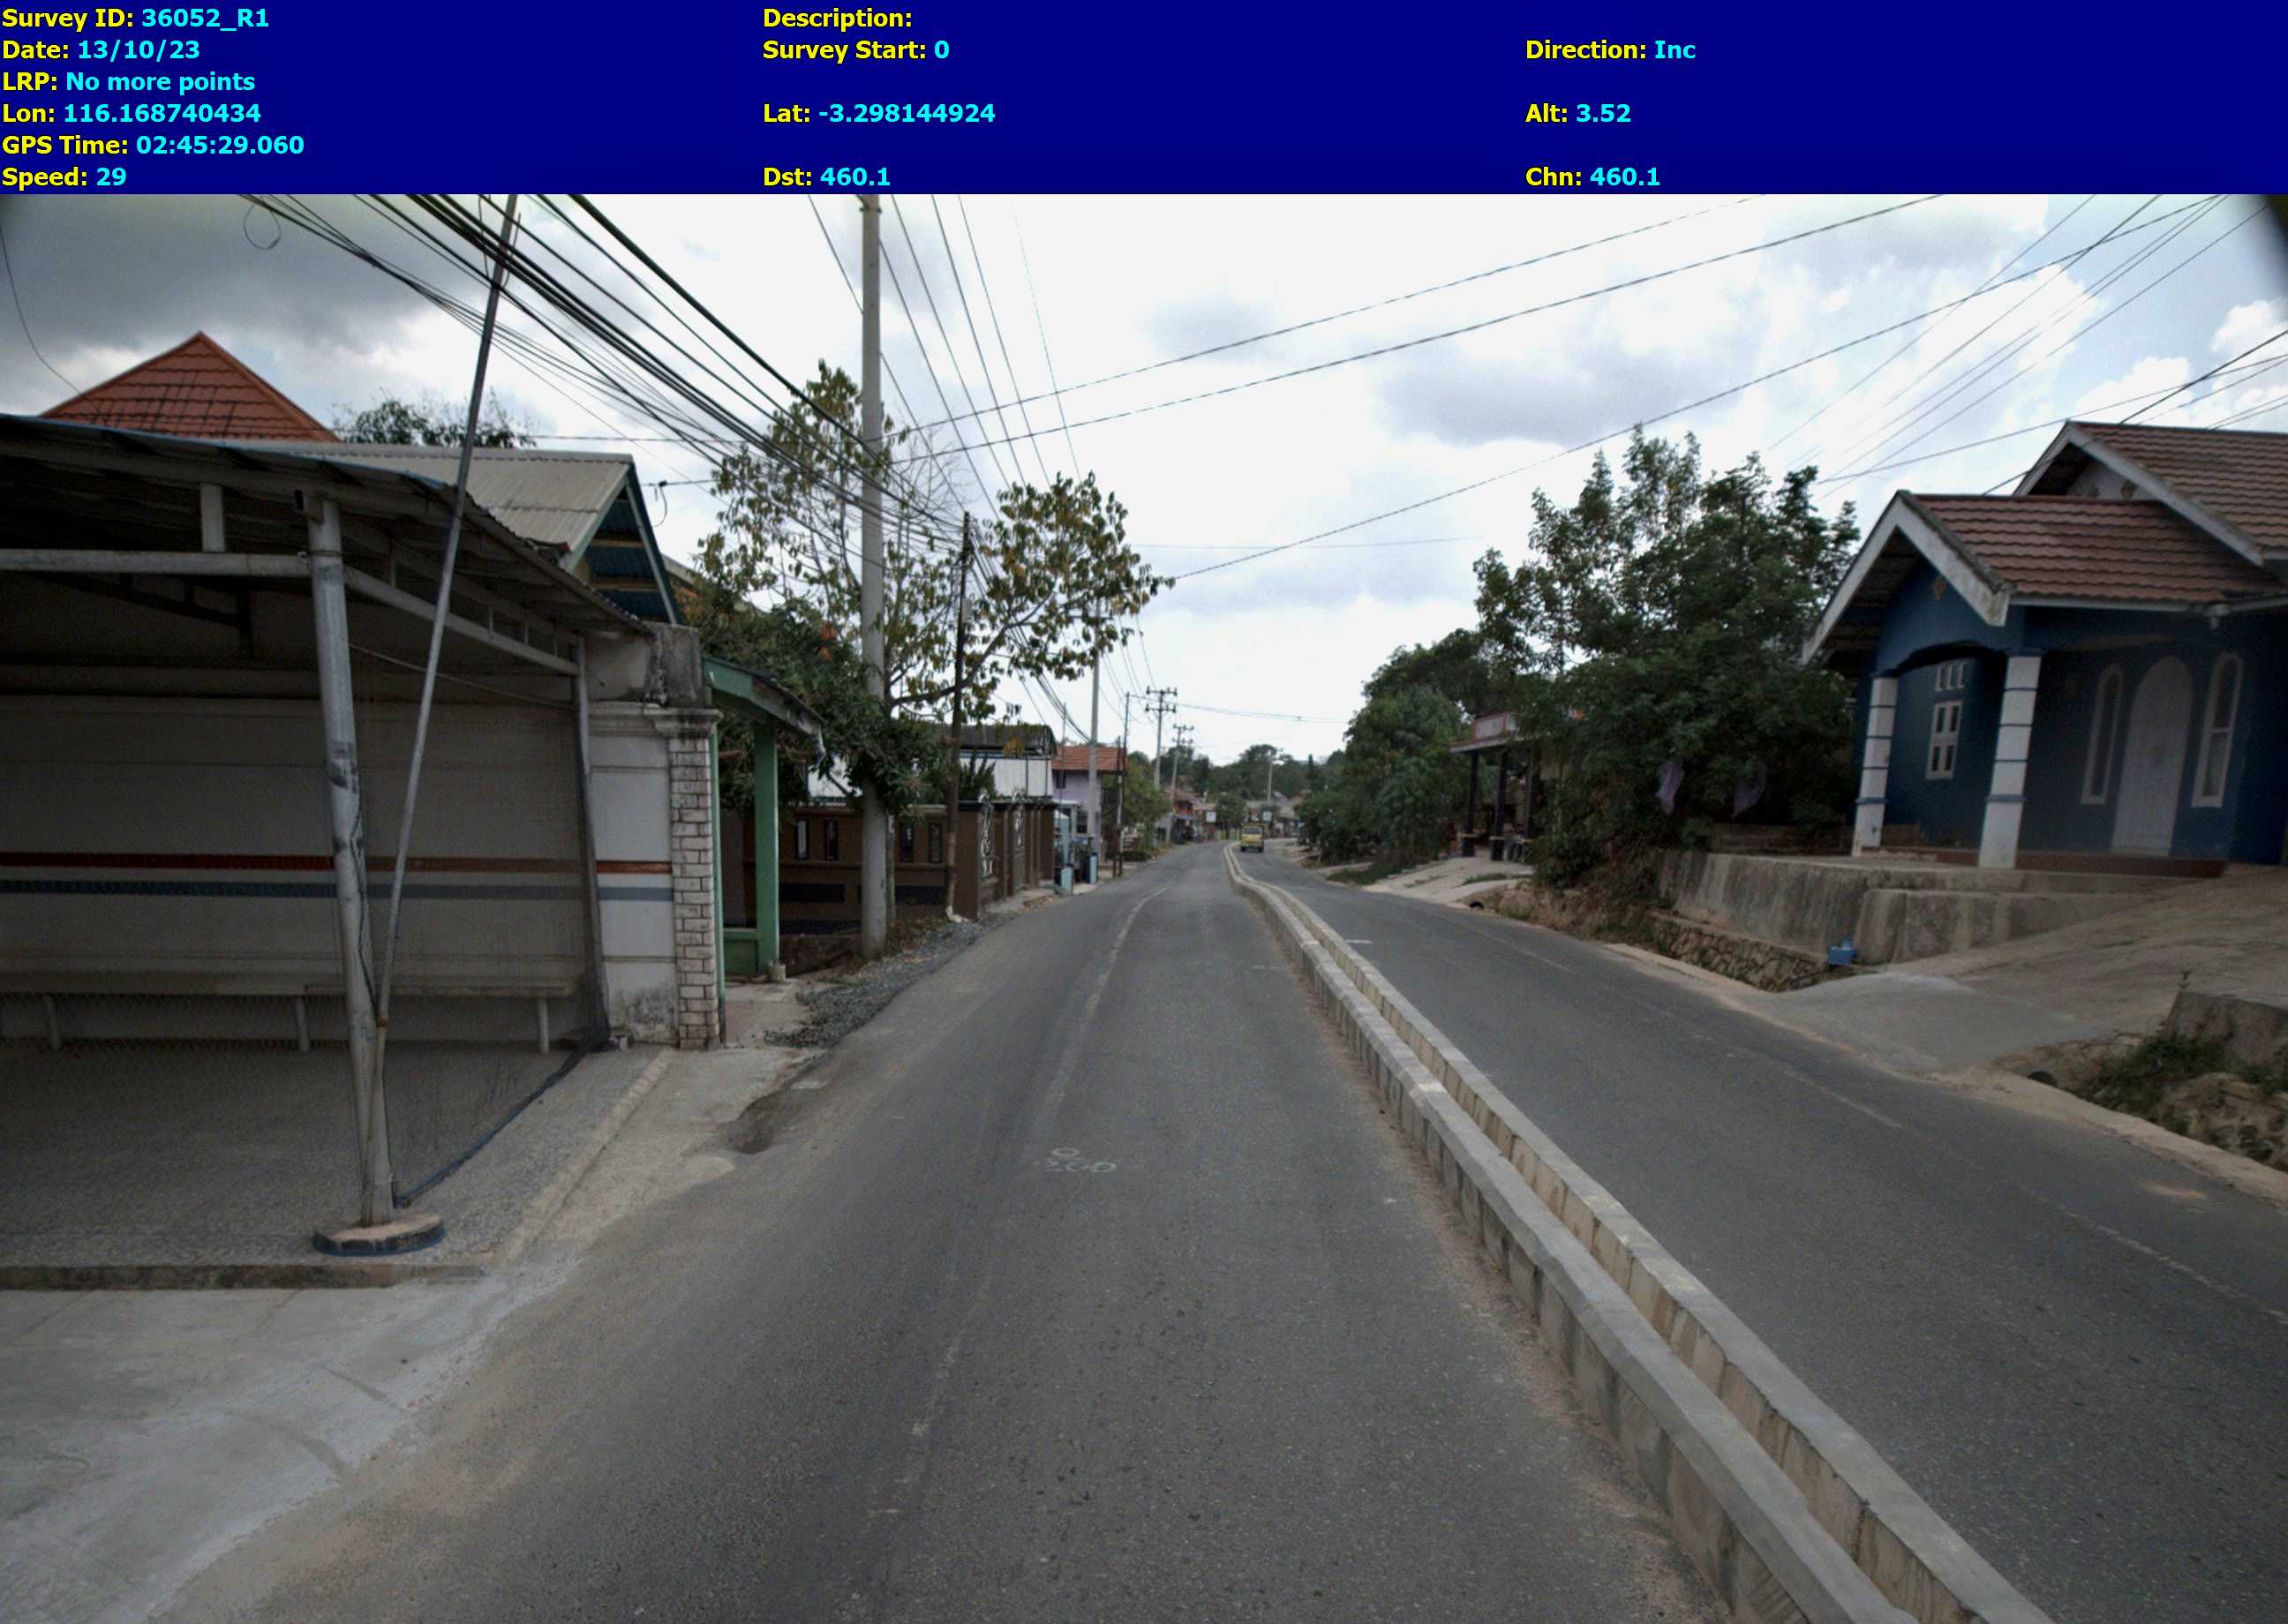 Survey ID: 36052_R1
Description:
Date: 13/10/23
Survey Start: 0
Direction: Inc
LRP: No more points
Lon: 116.168740434
Lat: -3.298144924
Alt: 3.52
GPS Time: 02:45:29.060
Speed: 29
Dst: 460.1
Chn: 460.1